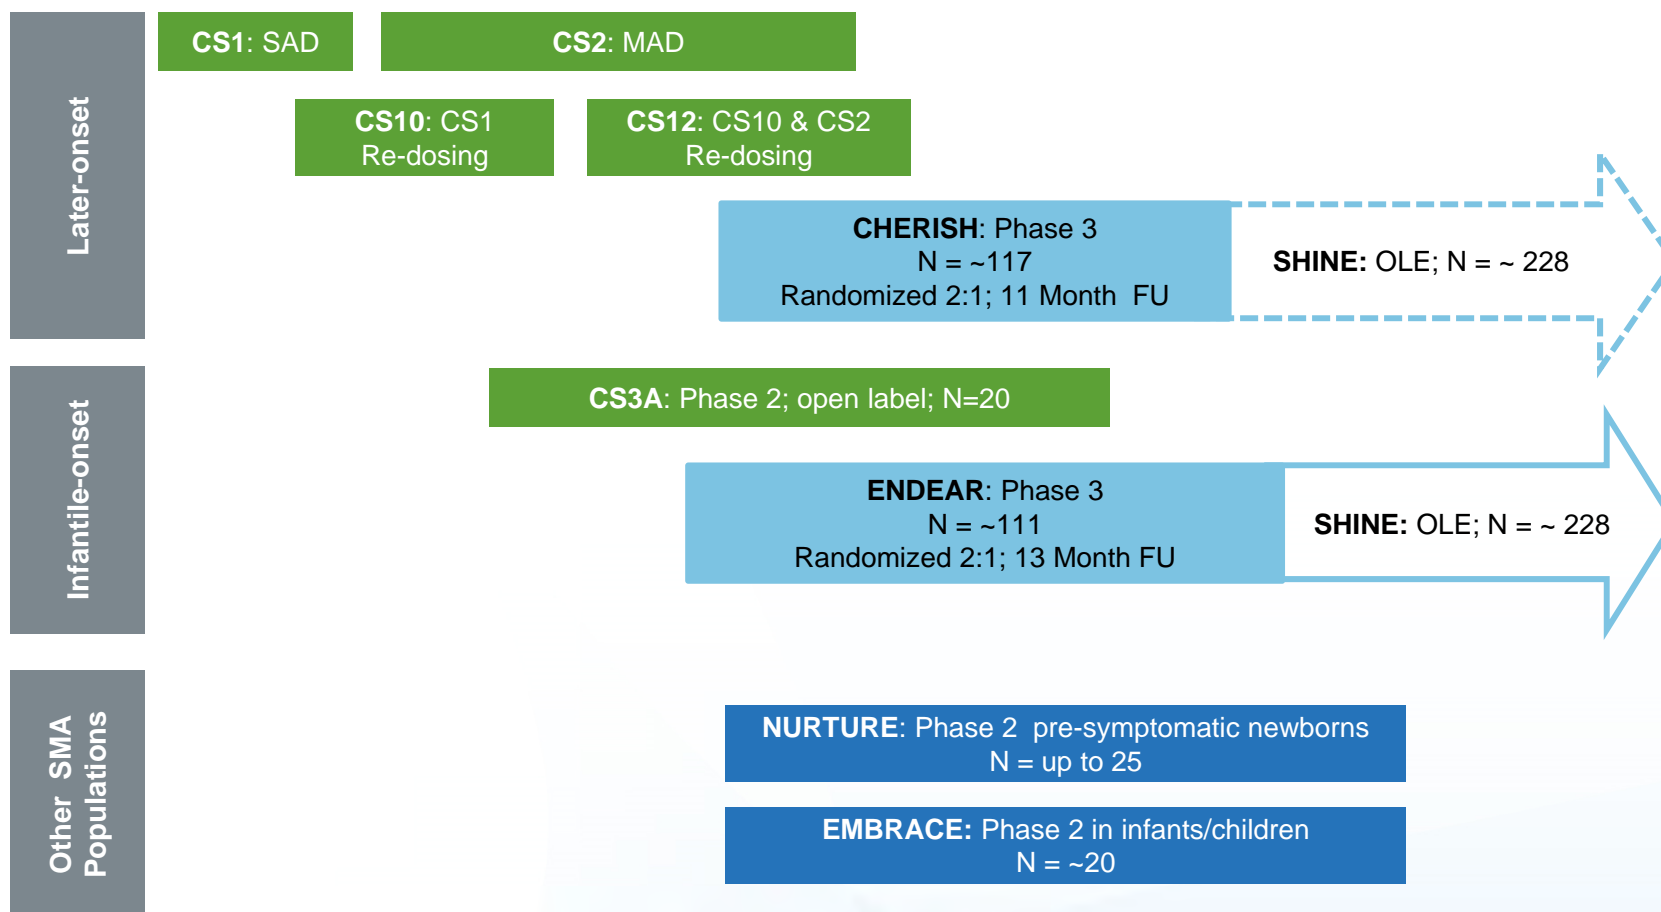 Later-onset
CS1: SAD
CS2: MAD
CS10: CS1
Re-dosing
CS12: CS10 & CS2
Re-dosing
CHERISH: Phase 3
N = ~117
Randomized 2:1; 11 Month FU
SHINE: OLE; N = ~ 228
Infantile-onset
CS3A: Phase 2; open label; N=20
ENDEAR: Phase 3
N = ~111
Randomized 2:1; 13 Month FU
SHINE: OLE; N = ~ 228
Other SMA
Populations
NURTURE: Phase 2 pre-symptomatic newborns
N = up to 25
EMBRACE: Phase 2 in infants/children
N = ~20